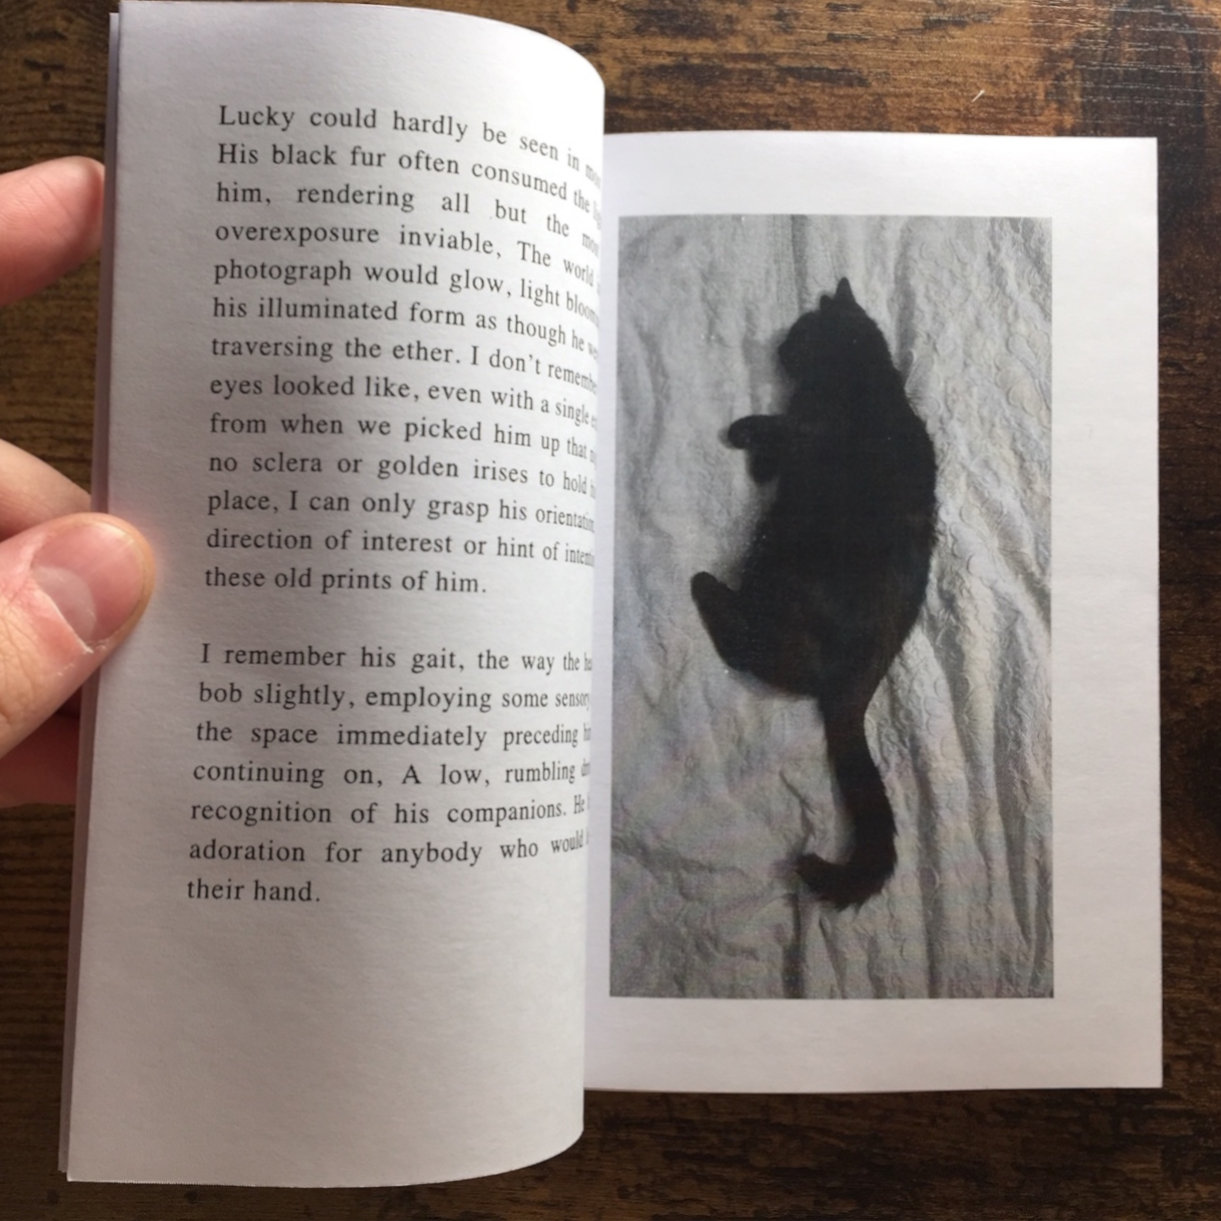 Lucky could hardly be seen in
His black fur often consumed the
him, rendering all but the
overexposure inviable, The world
photograph would glow, light
his illuminated form as though he
traversing the ether. I don't
eyes looked like, even with a single
from when we picked him up that
no sclera or golden irises to hold
place, I can only grasp his
direction of interest or hint of
these old prints of him.
I remember his gait, the way the
bob slightly, employing some
the space immediately preceding
continuing on, A low, rumbling
recognition of his companions. He
adoration for anybody who would
their hand.